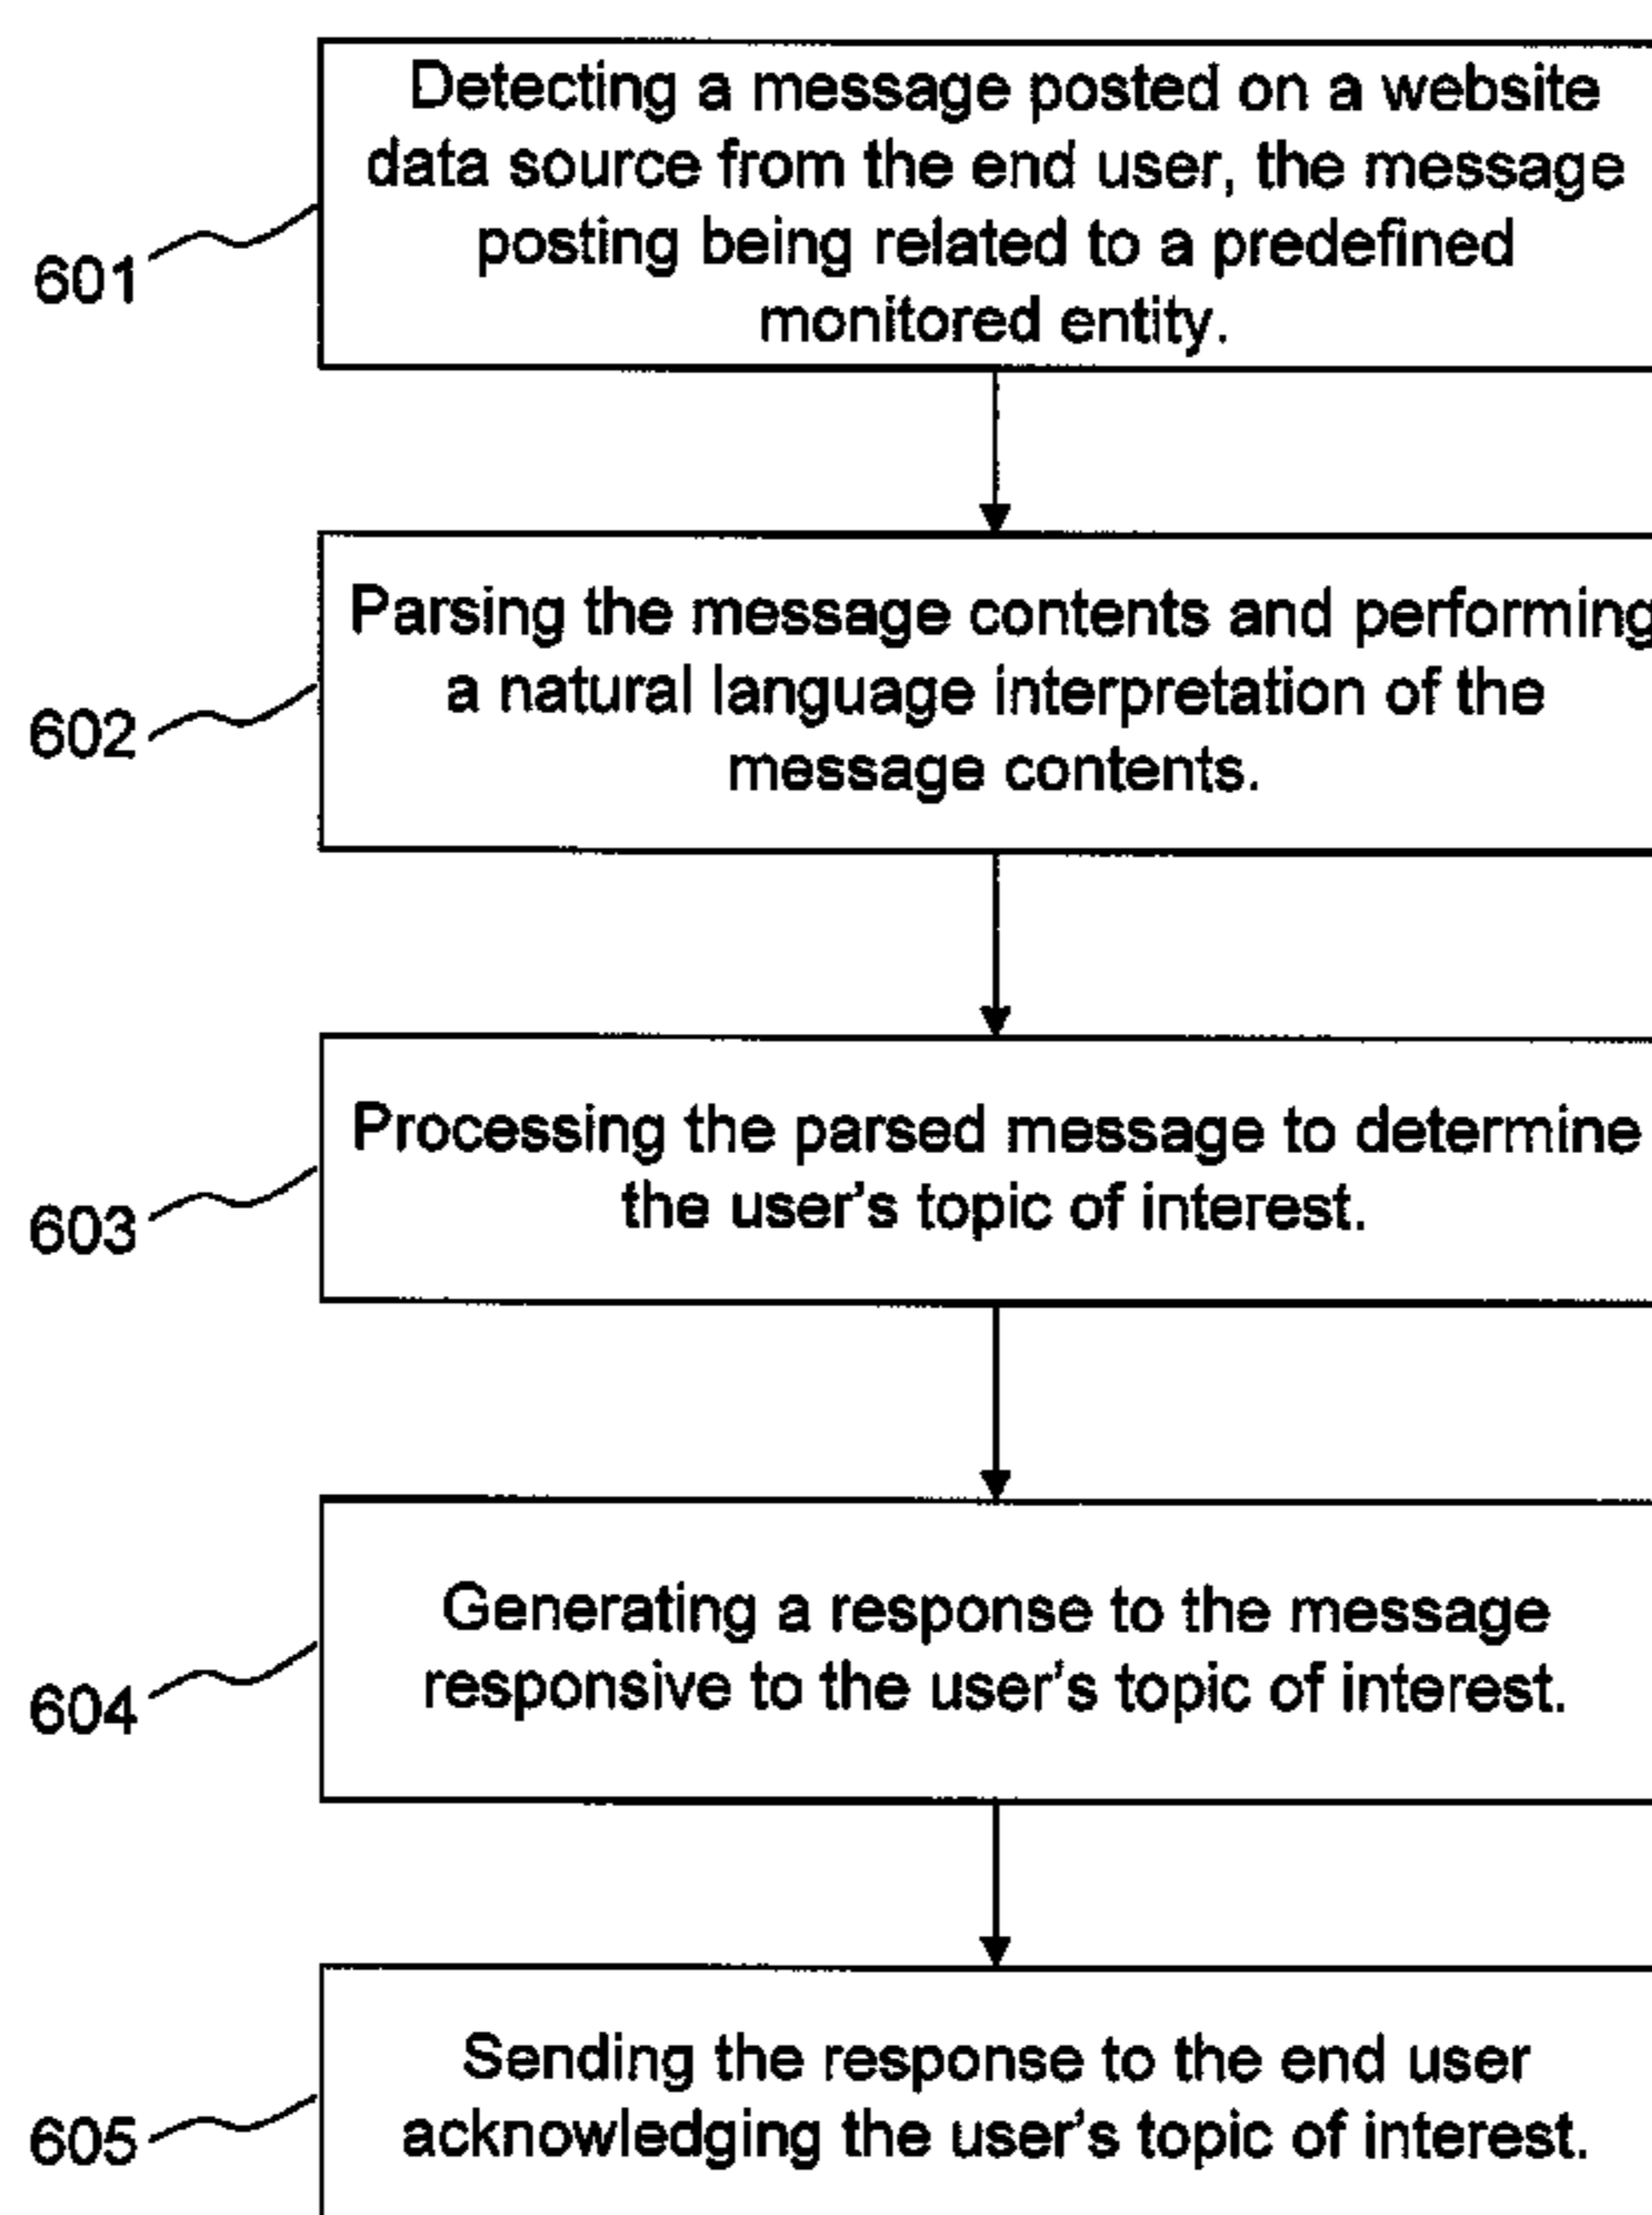 Detecting a message posted on a website
data source from the end user, the message
posting being related to a predefined
monitored entity.
601
Parsing the message contents and performing
a natural language interpretation of the
message contents.
602
Processing the parsed message to determine
the user's topic of interest.
603
Generating a response to the message
responsive to the user's topic of interest.
604
Sending the response to the end user
acknowledging the user's topic of interest.
605